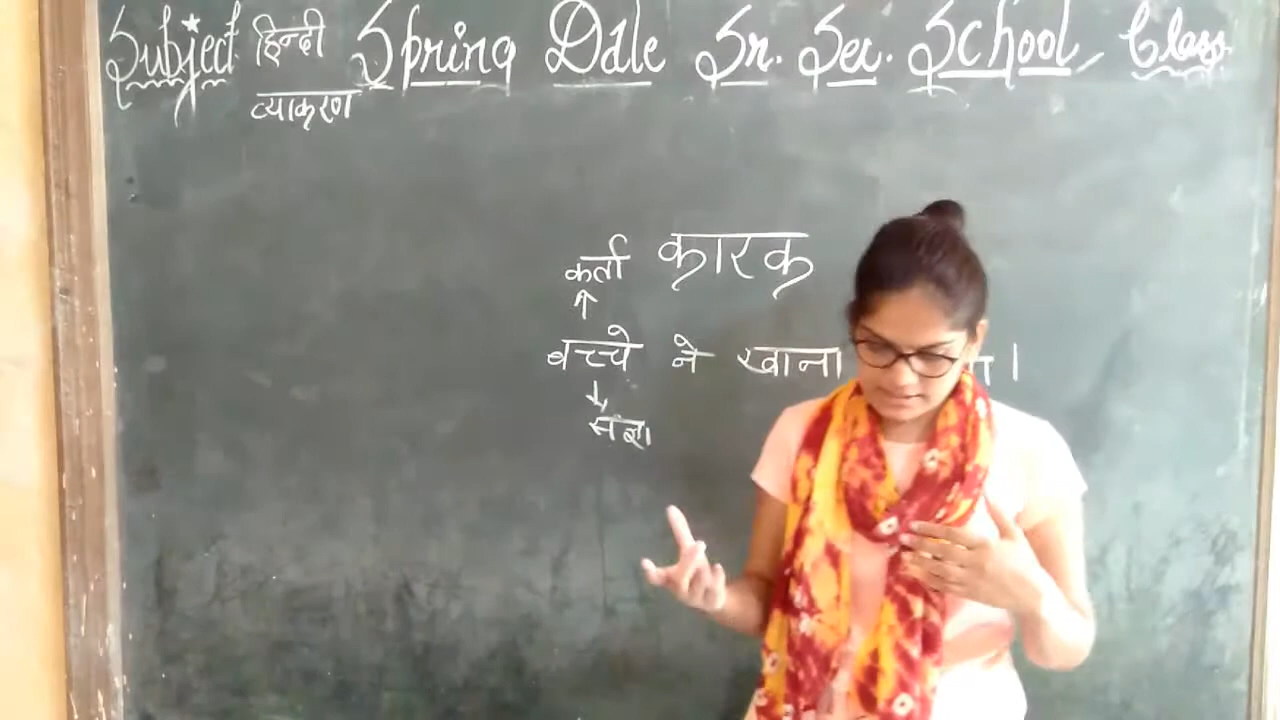 Subject हिन्दी Spring Dale Sr. Sec. School, Class
व्याकरण
कर्ता कारक
बच्चे ने खाना
संज्ञा